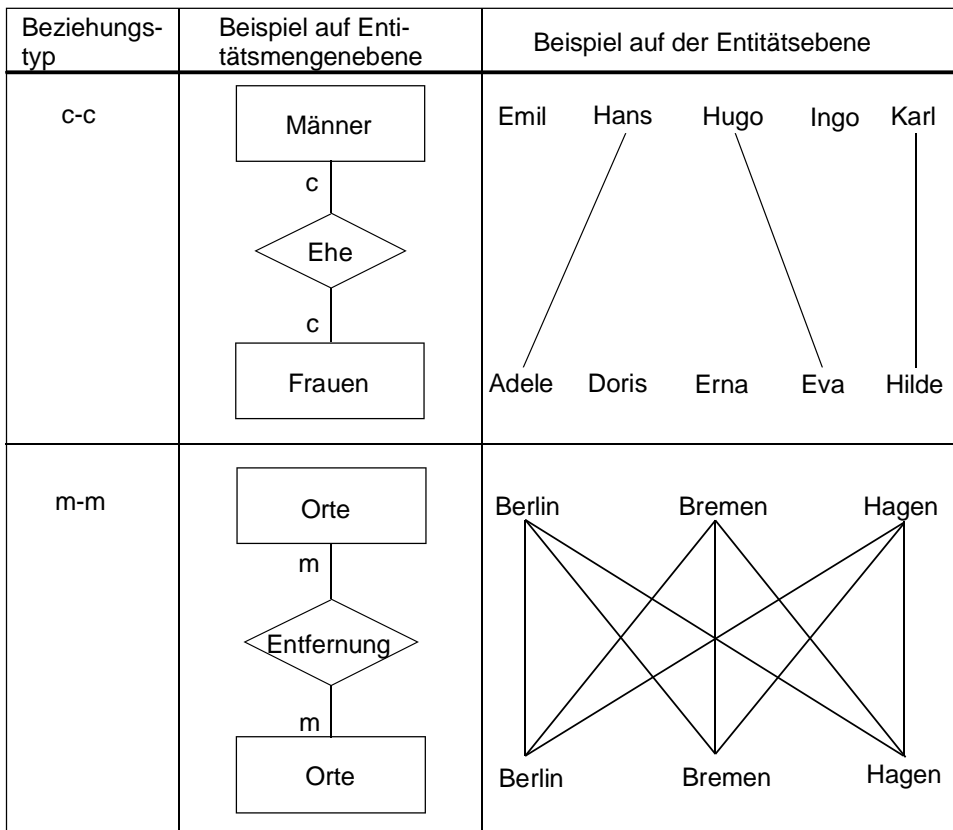 Beziehungs-
typ
Beispiel auf Enti-
tätsmengenebene
Beispiel auf der Entitätsebene
c-c
Männer
c
Ehe
c
Frauen
Emil Hans Hugo Ingo Karl
Adele Doris Erna Eva Hilde
m-m
Orte
m
Entfernung
m
Orte
Berlin Bremen Hagen
Berlin Bremen Hagen